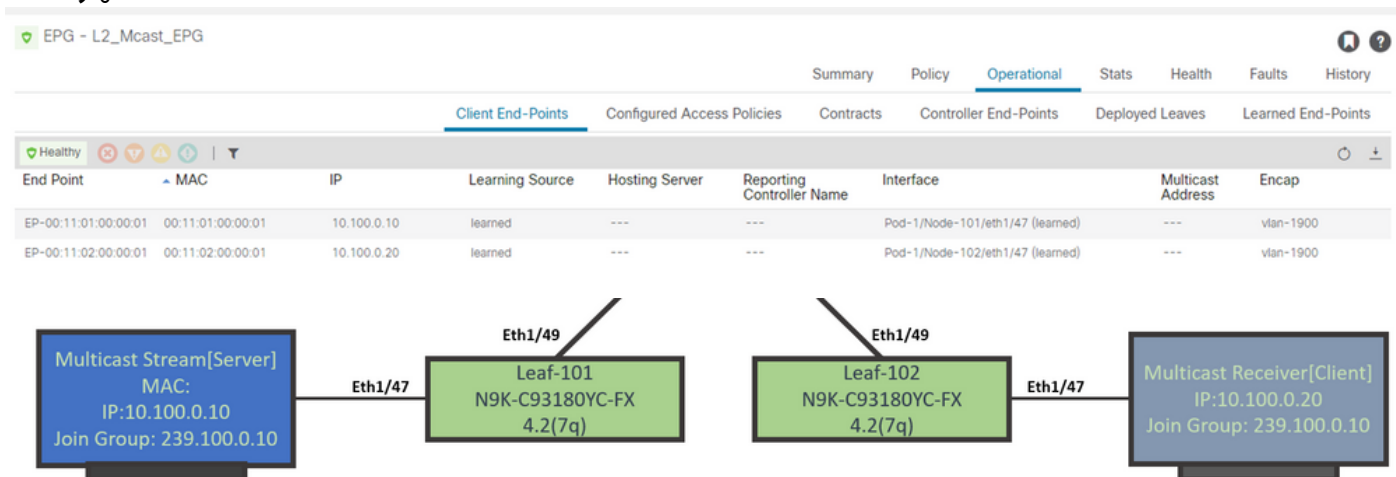 EPG - L2_Mcast_EPG
Summary Policy Operational Stats Health Faults History
Client End-Points Configured Access Policies Contracts Controller End-Points Deployed Leaves Learned End-Points
Healthy
End Point MAC IP Learning Source Hosting Server Reporting Controller Name Interface Multicast Address Encap
EP-00:11:01:00:00:01 00:11:01:00:00:01 10.100.0.10 learned --- --- Pod-1/Node-101/eth1/47 (learned) --- vlan-1900
EP-00:11:02:00:00:01 00:11:02:00:00:01 10.100.0.20 learned --- --- Pod-1/Node-102/eth1/47 (learned) --- vlan-1900
Multicast Stream[Server]
MAC:
IP:10.100.0.10
Join Group: 239.100.0.10
Eth1/47
Eth1/49
Leaf-101
N9K-C93180YC-FX
4.2(7q)
Eth1/49
Leaf-102
N9K-C93180YC-FX
4.2(7q)
Eth1/47
Multicast Receiver[Client]
IP:10.100.0.20
Join Group: 239.100.0.10